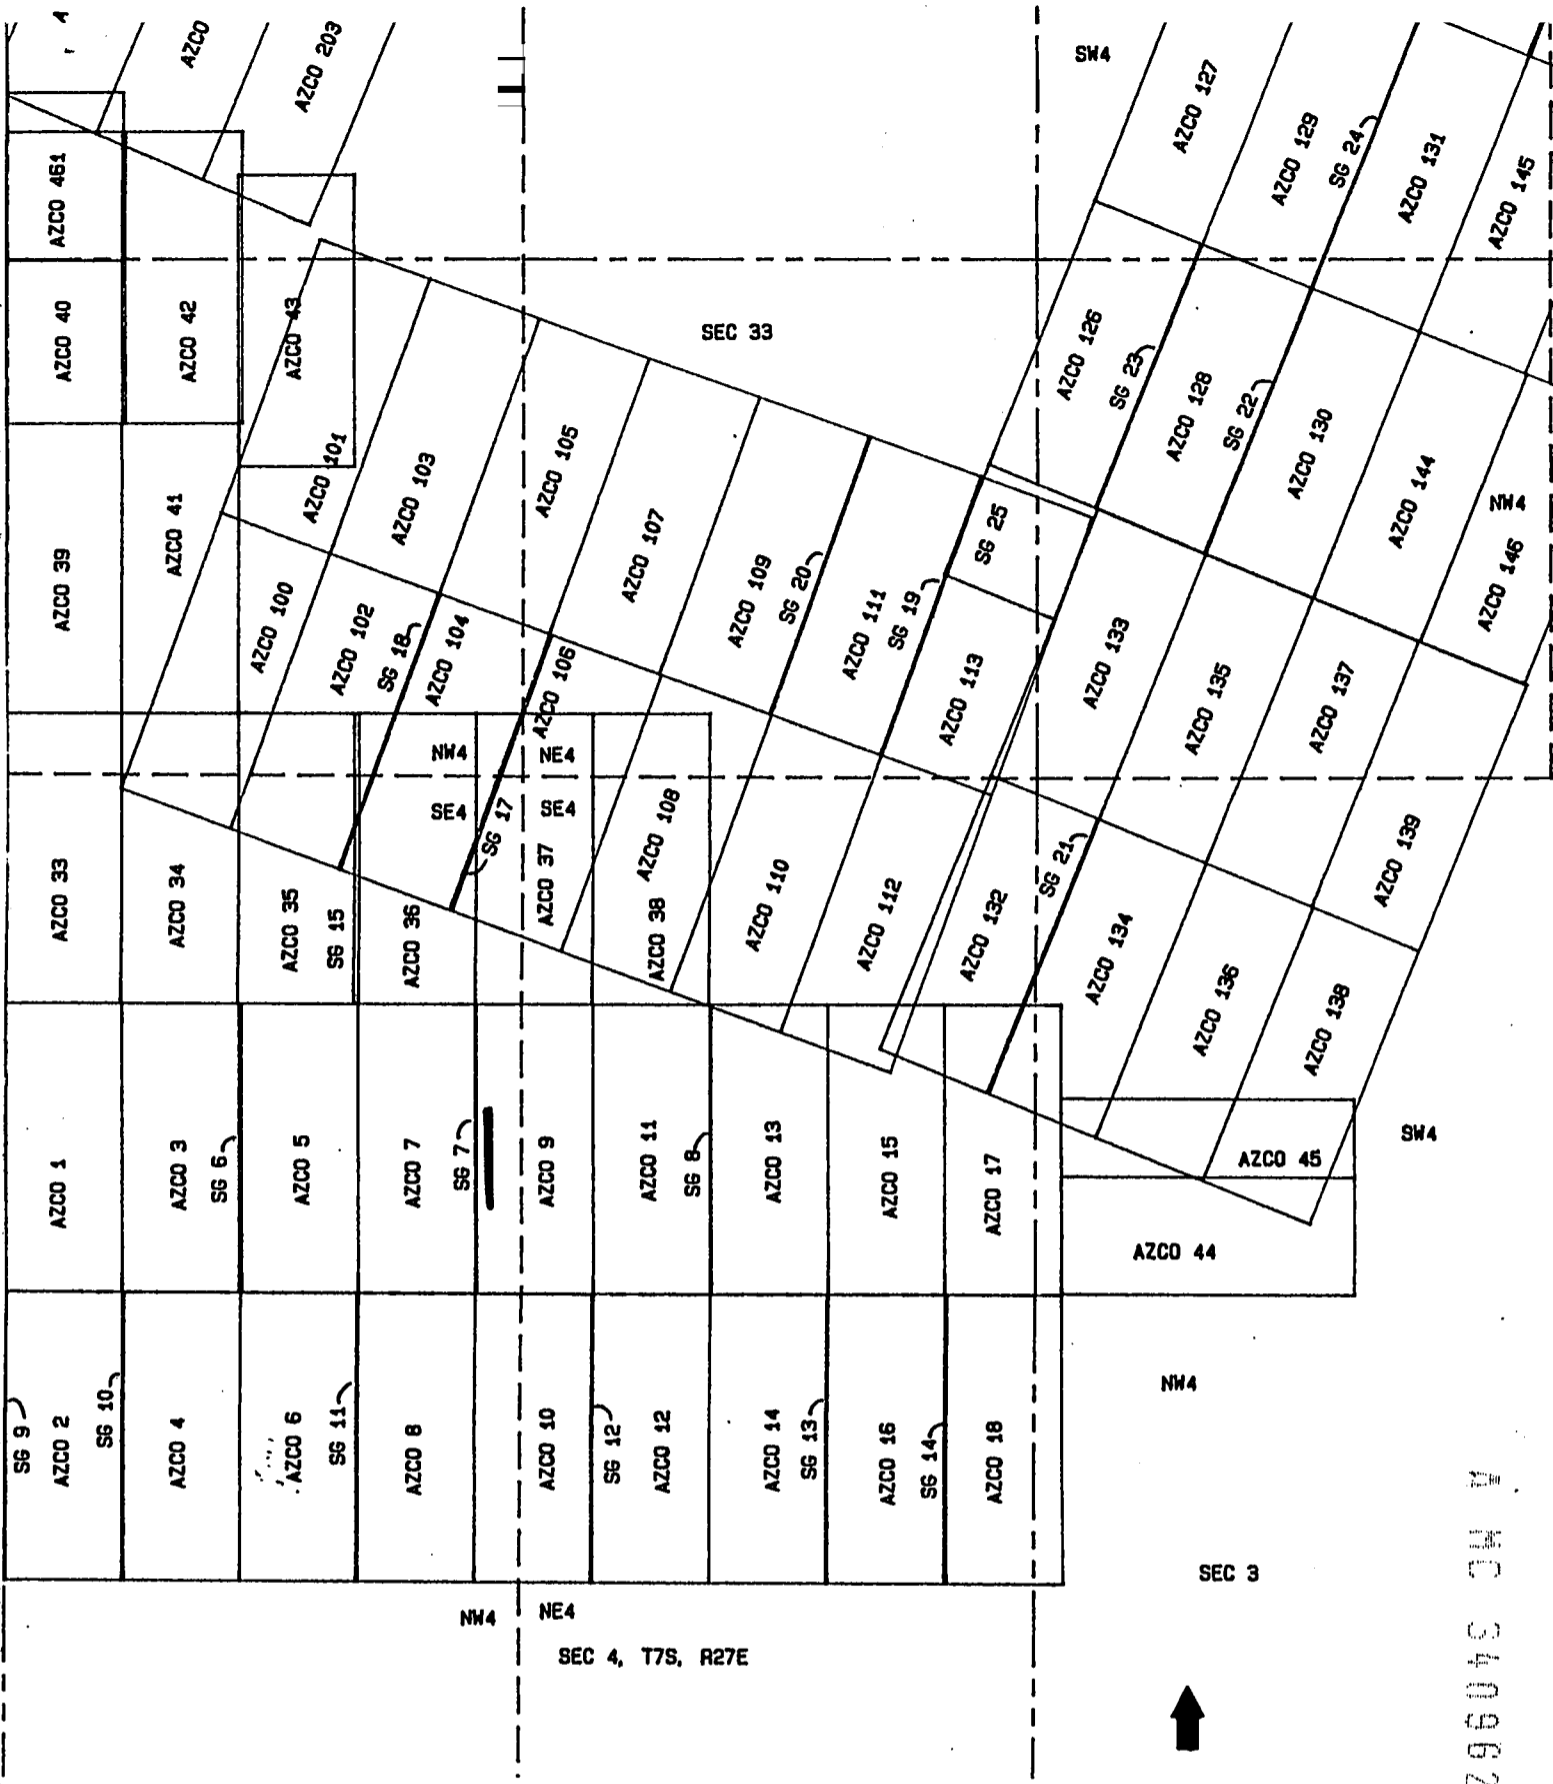 AZCO
AZCO 203
SW4
AZCO 127
AZCO 129
SG 24
AZCO 131
AZCO 145
AZCO 461
AZCO 40
AZCO 42
AZCO 43
SEC 33
AZCO 126
SG 23
AZCO 128
SG 22
AZCO 130
AZCO 144
NW4
AZCO 146
AZCO 39
AZCO 41
AZCO 101
AZCO 103
AZCO 105
AZCO 107
AZCO 109
SG 20
AZCO 111
SG 19
SG 25
AZCO 100
AZCO 102
SG 18
AZCO 104
AZCO 106
AZCO 113
AZCO 133
AZCO 135
AZCO 137
NW4
NE4
SE4
SE4
SG 17
AZCO 33
AZCO 34
AZCO 35
SG 15
AZCO 36
AZCO 37
AZCO 108
AZCO 38
AZCO 110
AZCO 112
AZCO 132
SG 21
AZCO 134
AZCO 136
AZCO 138
AZCO 139
AZCO 1
AZCO 3
SG 6
AZCO 5
AZCO 7
SG 7
AZCO 9
AZCO 11
SG 8
AZCO 13
AZCO 15
AZCO 17
AZCO 45
SW4
AZCO 44
SG 9
AZCO 2
SG 10
AZCO 4
AZCO 6
SG 11
AZCO 8
AZCO 10
SG 12
AZCO 12
AZCO 14
SG 13
AZCO 16
SG 14
AZCO 18
NW4
SEC 3
NW4
NE4
SEC 4, T7S, R27E
A MC 340962